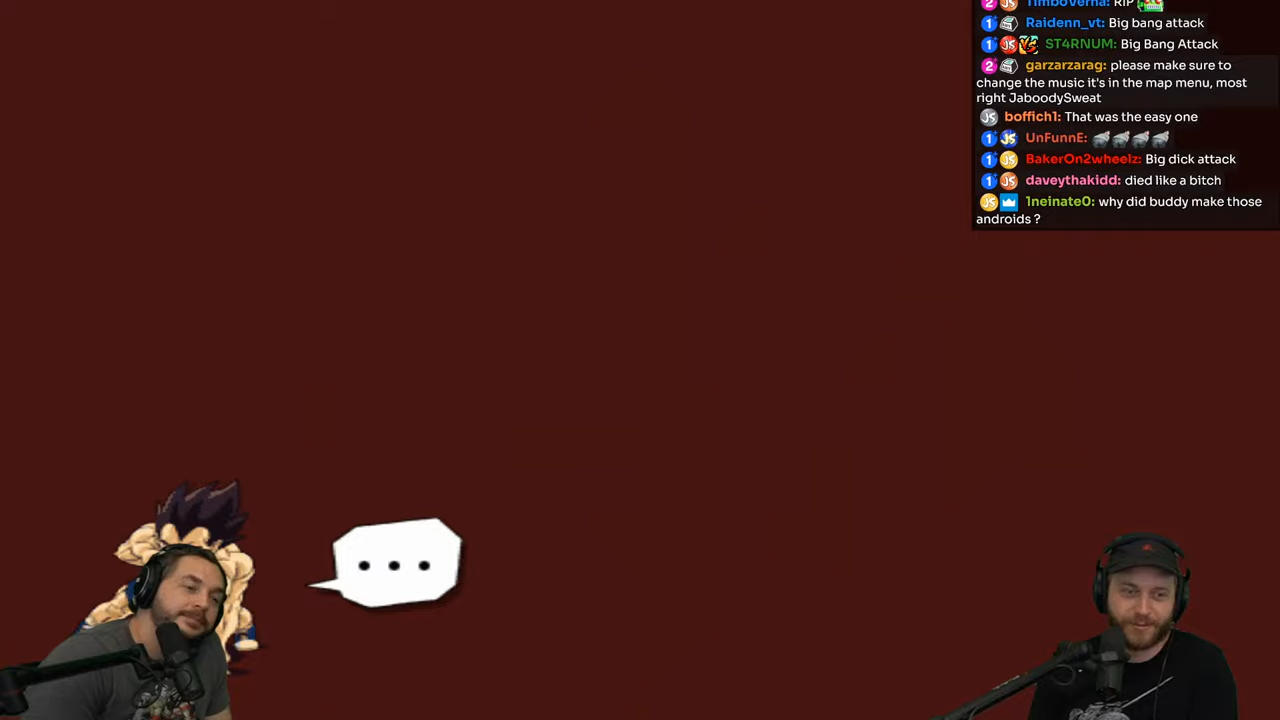 TimboVerna: RIP
Raidenn_vt: Big bang attack
ST4RNUM: Big Bang Attack
garzarzarag: please make sure to
change the music it's in the map menu, most
right JaboodySweat
boffich1: That was the easy one
UnFunnE:
BakerOn2wheelz: Big dick attack
daveythakidd: died like a bitch
1neinate0: why did buddy make those
androids ?
...